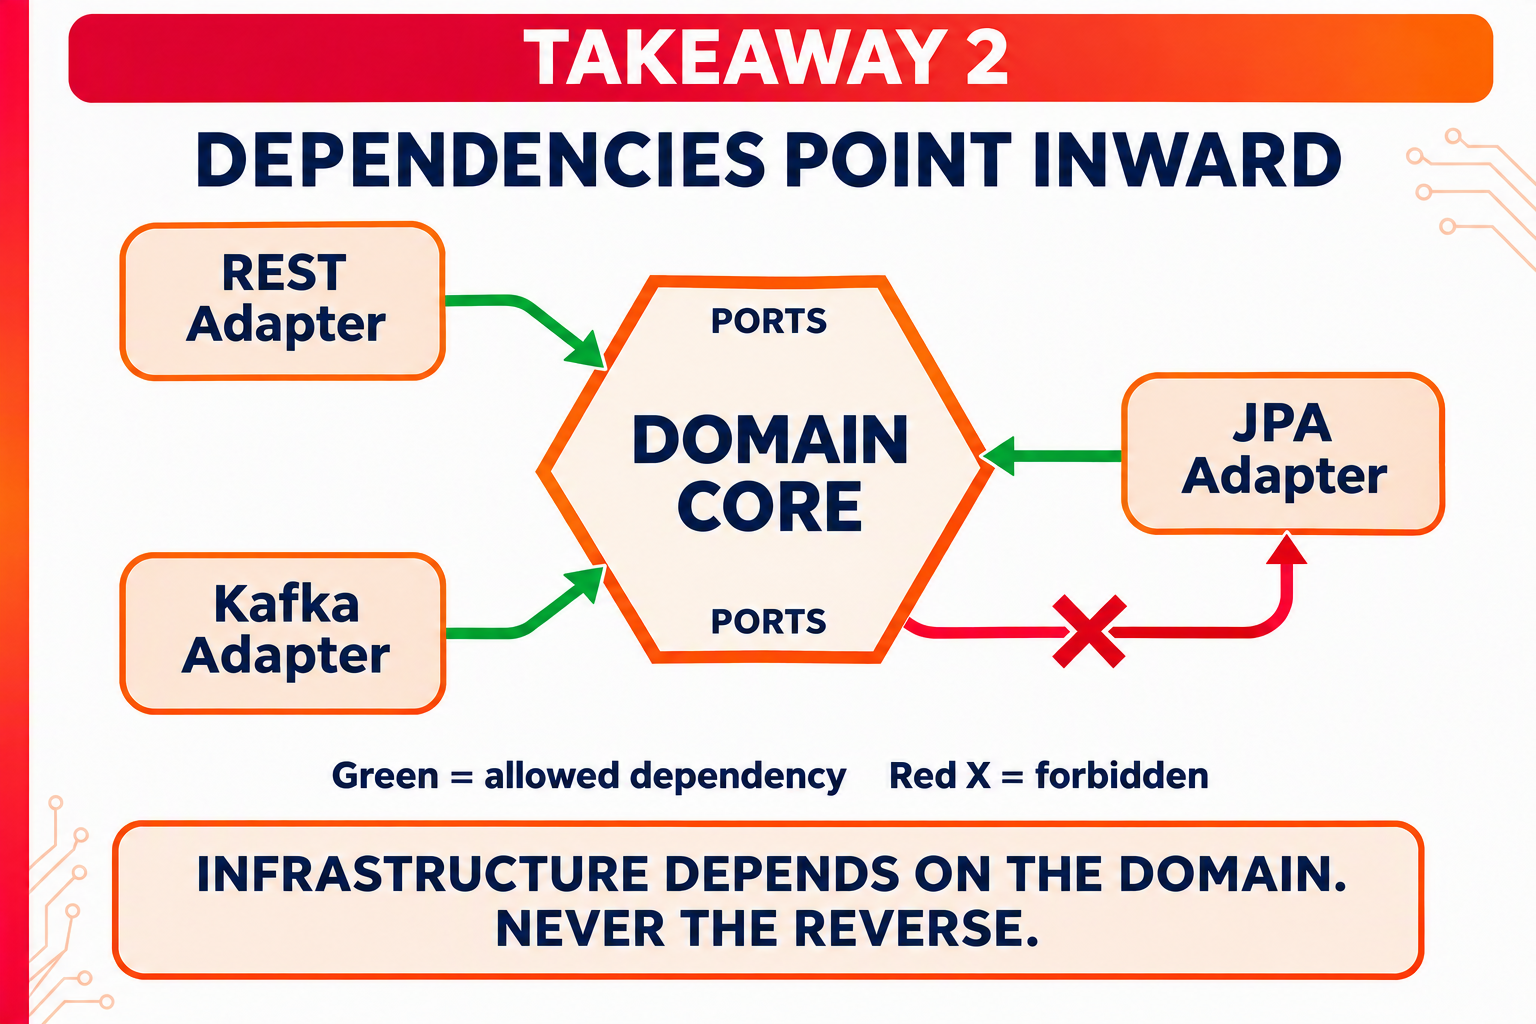 TAKEAWAY 2
DEPENDENCIES POINT INWARD
REST
Adapter
PORTS
DOMAIN
CORE
PORTS
JPA
Adapter
Kafka
Adapter
Green = allowed dependency Red X = forbidden
INFRASTRUCTURE DEPENDS ON THE DOMAIN.
NEVER THE REVERSE.